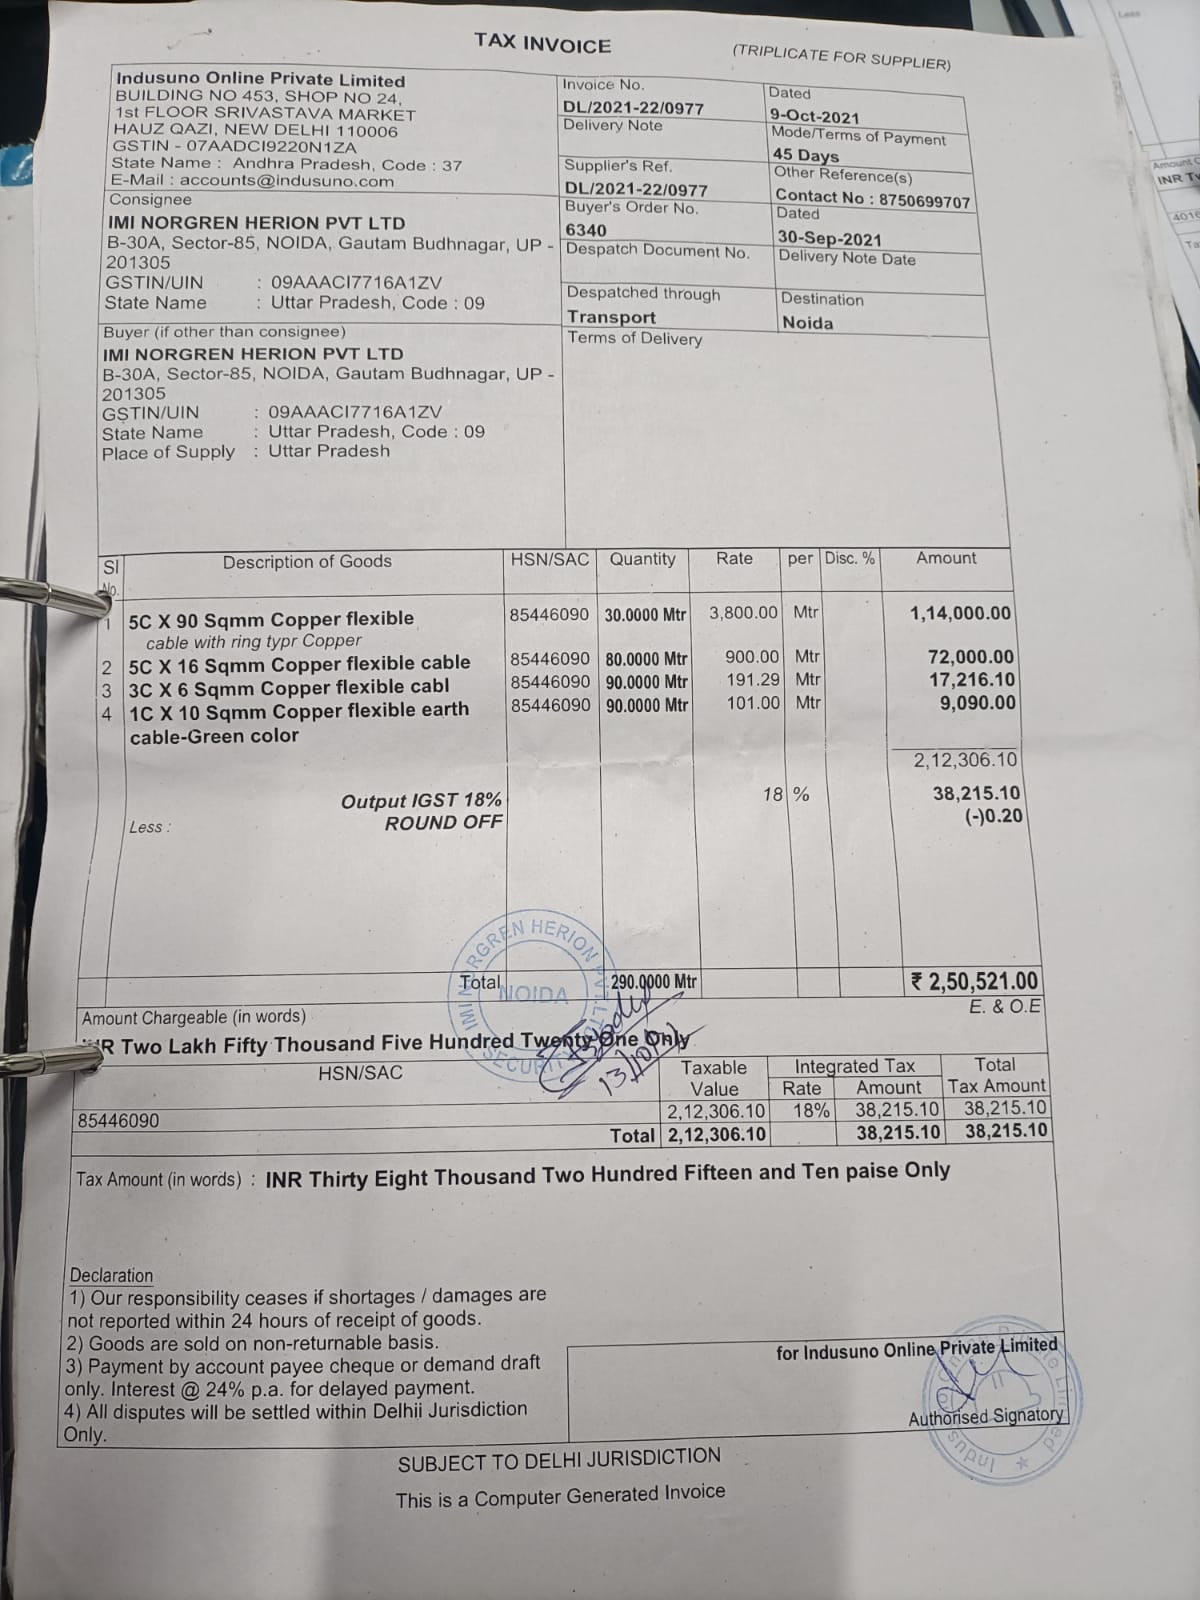 TAX INVOICE
(TRIPLICATE FOR SUPPLIER)
Indusuno Online Private Limited
BUILDING NO 453, SHOP NO 24,
1st FLOOR SRIVASTAVA MARKET
HAUZ QAZI, NEW DELHI 110006
GSTIN - 07AADCI9220N1ZA
State Name : Andhra Pradesh, Code : 37
E-Mail : accounts@indusuno.com
Invoice No.
DL/2021-22/0977
Dated
9-Oct-2021
Delivery Note
Mode/Terms of Payment
45 Days
Supplier's Ref.
DL/2021-22/0977
Other Reference(s)
Contact No : 8750699707
Buyer's Order No.
6340
Dated
30-Sep-2021
Despatch Document No.
Delivery Note Date
Despatched through
Transport
Destination
Noida
Terms of Delivery
Consignee
IMI NORGREN HERION PVT LTD
B-30A, Sector-85, NOIDA, Gautam Budhnagar, UP -
201305
GSTIN/UIN : 09AAACI7716A1ZV
State Name : Uttar Pradesh, Code : 09
Buyer (if other than consignee)
IMI NORGREN HERION PVT LTD
B-30A, Sector-85, NOIDA, Gautam Budhnagar, UP -
201305
GSTIN/UIN : 09AAACI7716A1ZV
State Name : Uttar Pradesh, Code : 09
Place of Supply : Uttar Pradesh
Sl No. Description of Goods HSN/SAC Quantity Rate per Disc. % Amount
1 5C X 90 Sqmm Copper flexible 85446090 30.0000 Mtr 3,800.00 Mtr 1,14,000.00
cable with ring typr Copper
2 5C X 16 Sqmm Copper flexible cable 85446090 80.0000 Mtr 900.00 Mtr 72,000.00
3 3C X 6 Sqmm Copper flexible cabl 85446090 90.0000 Mtr 191.29 Mtr 17,216.10
4 1C X 10 Sqmm Copper flexible earth 85446090 90.0000 Mtr 101.00 Mtr 9,090.00
cable-Green color
2,12,306.10
Output IGST 18% 18 % 38,215.10
Less : ROUND OFF (-)0.20
Total 290.0000 Mtr ₹ 2,50,521.00
IMI NORGREN HERION PVT. LTD
NOIDA
SECURITY
Amount Chargeable (in words) E. & O.E
INR Two Lakh Fifty Thousand Five Hundred Twenty One Only
HSN/SAC Taxable Value Integrated Tax Rate Amount Total Tax Amount
85446090 2,12,306.10 18% 38,215.10 38,215.10
Total 2,12,306.10 38,215.10 38,215.10
Tax Amount (in words) : INR Thirty Eight Thousand Two Hundred Fifteen and Ten paise Only
Declaration
1) Our responsibility ceases if shortages / damages are
not reported within 24 hours of receipt of goods.
2) Goods are sold on non-returnable basis.
3) Payment by account payee cheque or demand draft
only. Interest @ 24% p.a. for delayed payment.
4) All disputes will be settled within Delhii Jurisdiction
Only.
for Indusuno Online Private Limited
Authorised Signatory
SUBJECT TO DELHI JURISDICTION
This is a Computer Generated Invoice
Less
Amount C
INR Tw